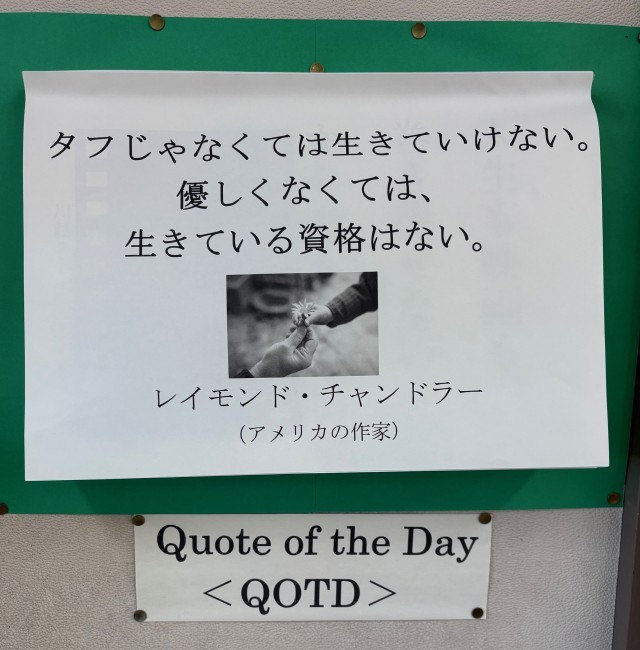 タフじゃなくては生きていけない。
優しくなくては、
生きている資格はない。
レイモンド・チャンドラー
（アメリカの作家）
Quote of the Day
＜QOTD＞